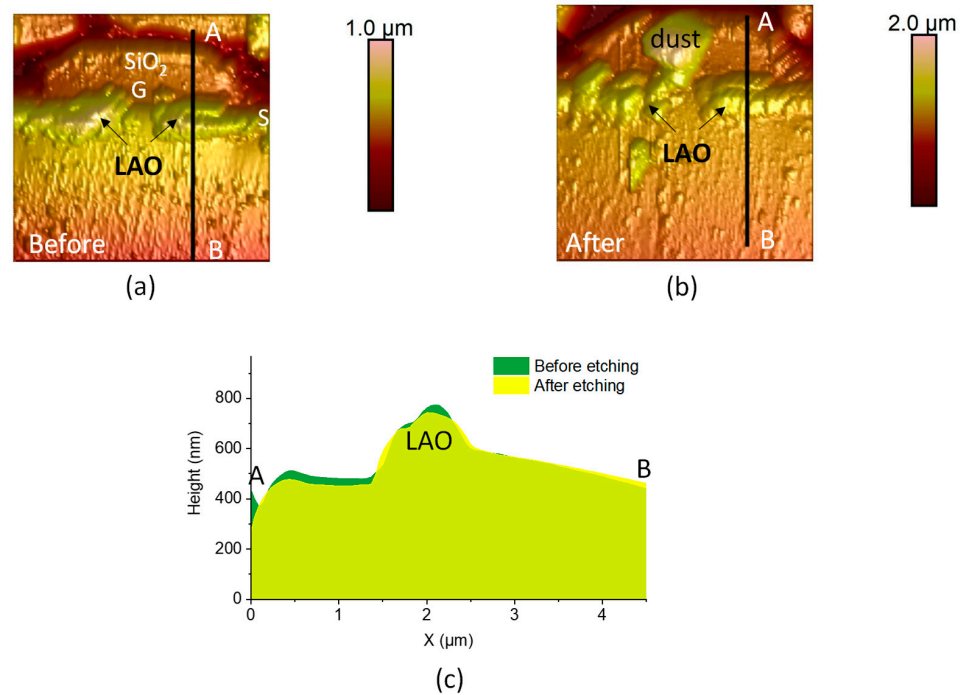 1.0 µm
2.0 µm
A
SiO2
G
S
LAO
Before
B
(a)
dust
A
LAO
After
B
(b)
Before etching
After etching
Height (nm)
800
600
400
200
0
A
LAO
B
0
1
2
3
4
X (µm)
(c)